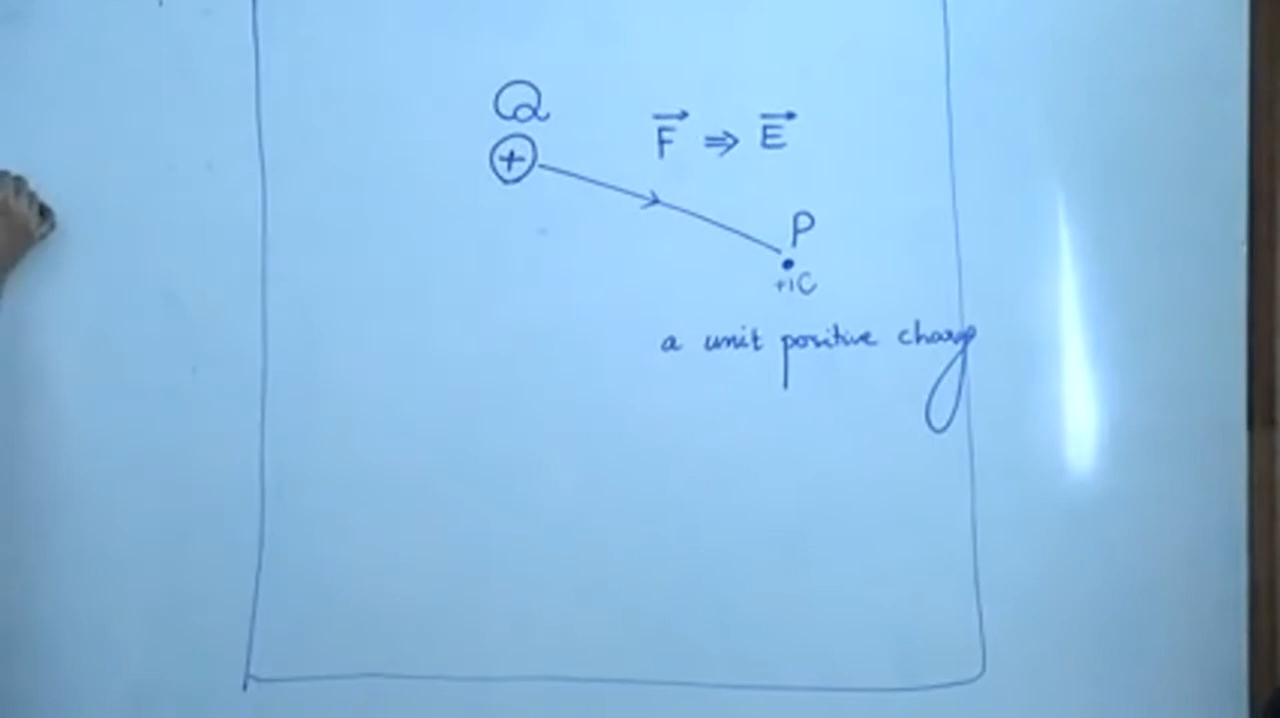 Q
+
F⃗ ⇒ E⃗
P
+1C
a unit positive charge